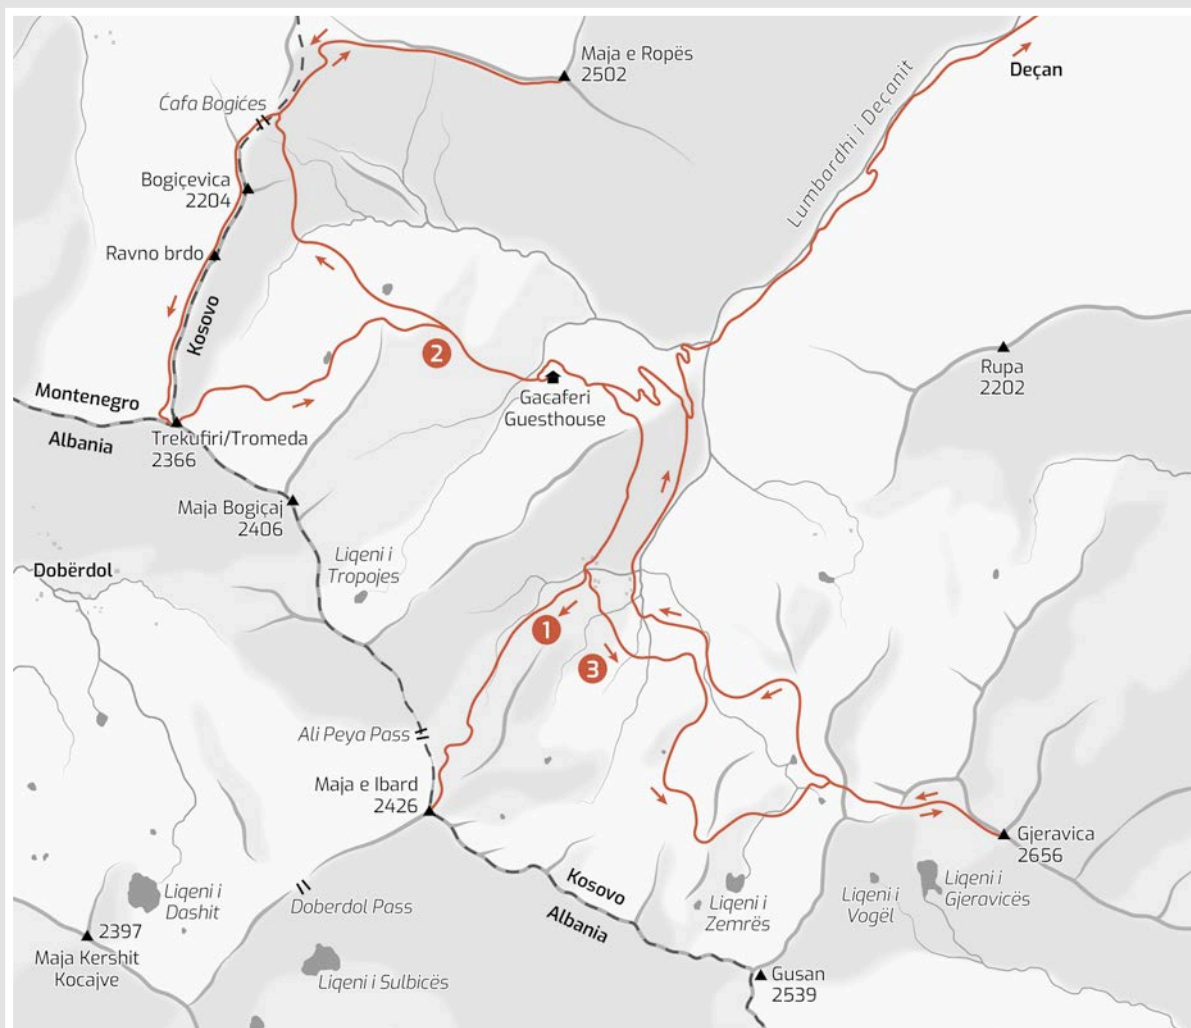 Maja e Ropës
2502
Deçan
Ćafa Bogićes
Lumbardhi i Deçanit
Bogiçevica
2204
Ravno brdo
Kosovo
2
Rupa
2202
Gacaferi
Guesthouse
Montenegro
Albania
Trekufiri/Tromeda
2366
Maja Bogiçaj
2406
Liqeni i
Tropojes
Dobërdol
1
3
Ali Peya Pass
Maja e Ibard
2426
Gjeravica
2656
Kosovo
Albania
Liqeni i
Dashit
Doberdol Pass
Liqeni i
Zemrës
Liqeni i
Vogël
Liqeni i
Gjeravicës
2397
Maja Kershit
Kocajve
Liqeni i Sulbicës
Gusan
2539